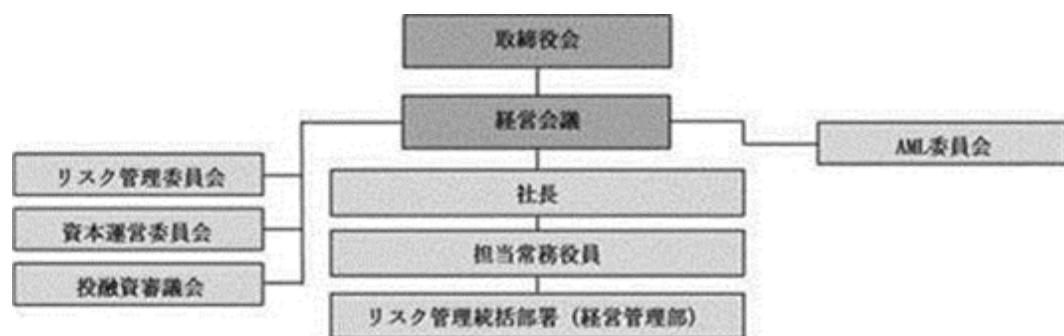 取締役会
経営会議
AML委員会
リスク管理委員会
社長
資本運営委員会
担当常務役員
投融資審議会
リスク管理統括部署（経営管理部）